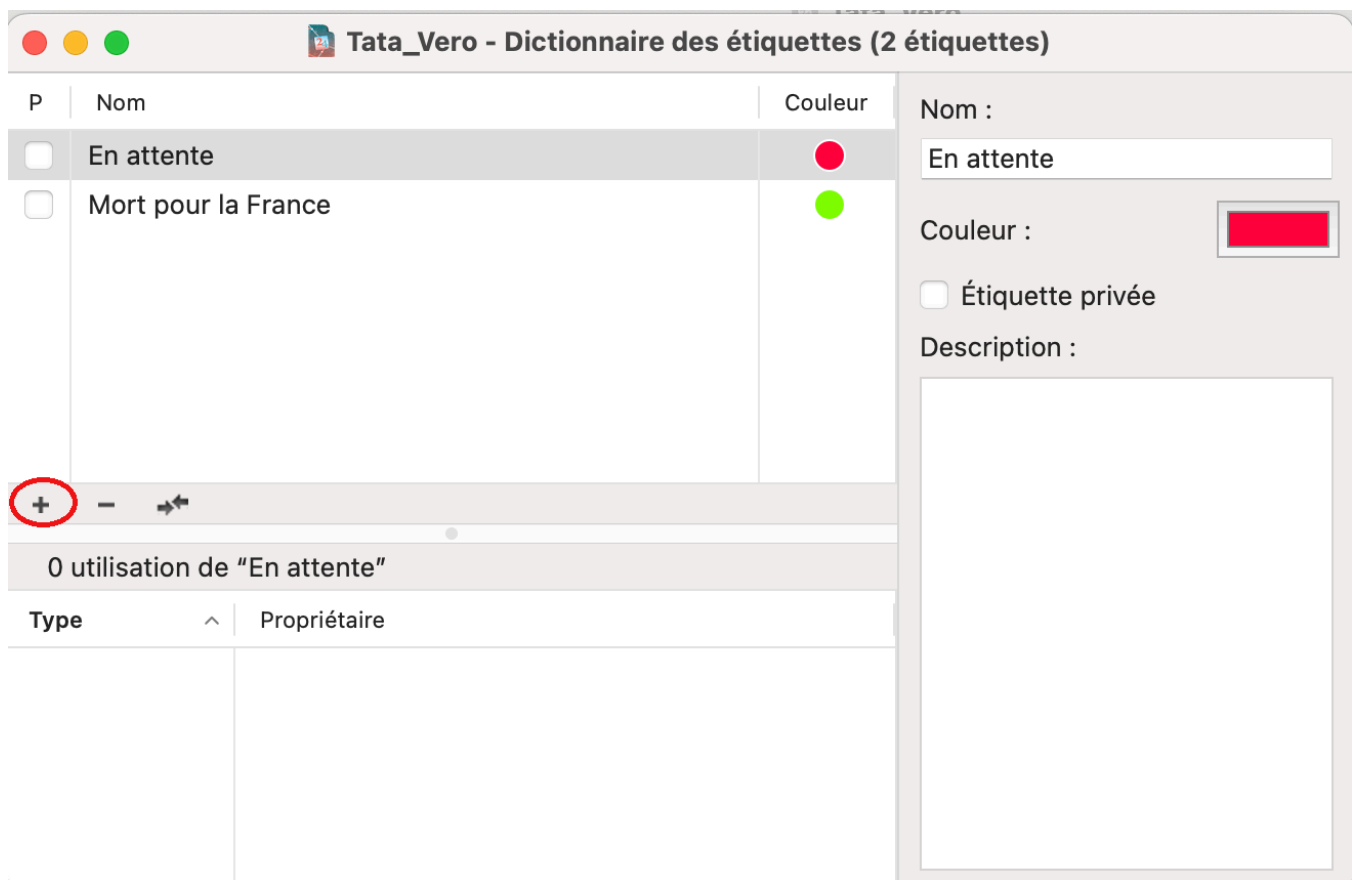 Tata_Vero - Dictionnaire des étiquettes (2 étiquettes)
P Nom Couleur
En attente
Mort pour la France
+ −
0 utilisation de “En attente”
Type Propriétaire
Nom :
En attente
Couleur :
Étiquette privée
Description :